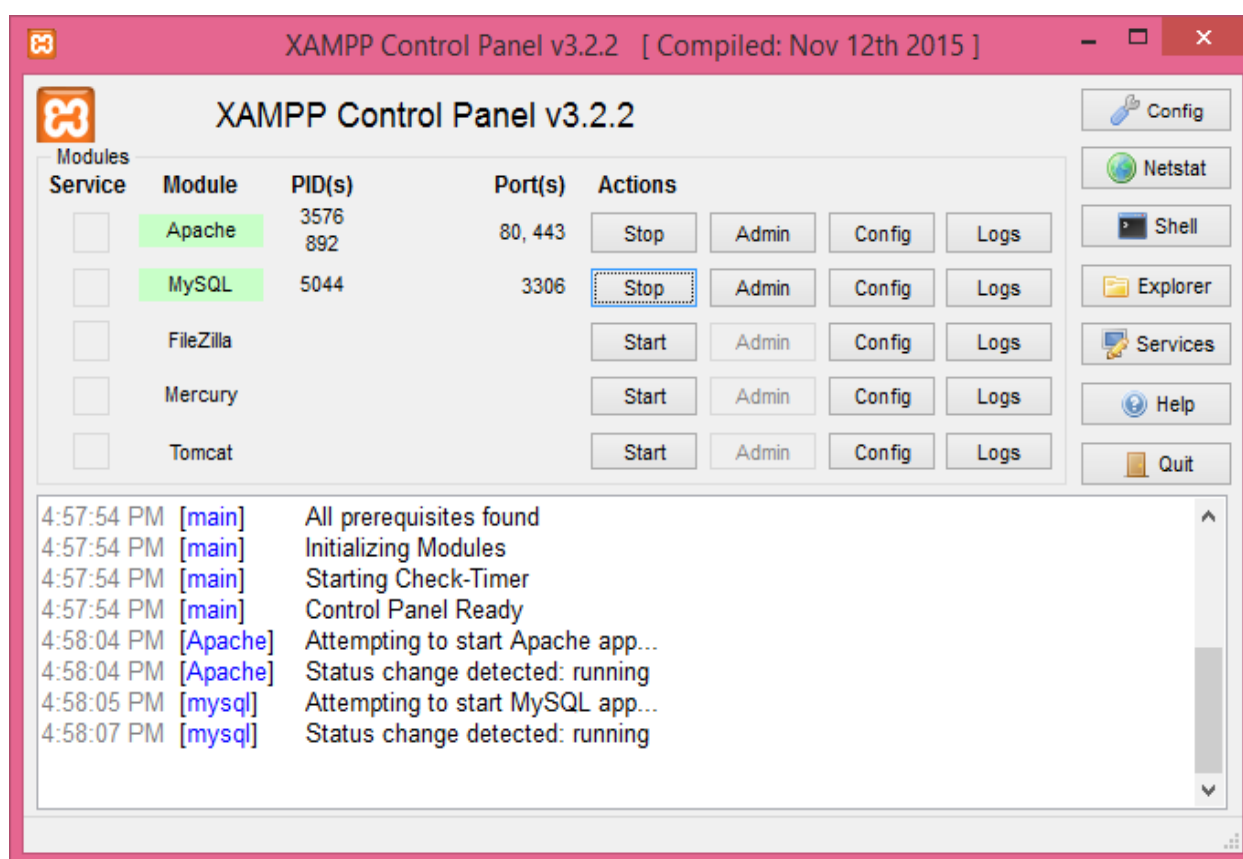 XAMPP Control Panel v3.2.2 [ Compiled: Nov 12th 2015 ]
XAMPP Control Panel v3.2.2
Config
Modules
Netstat
Service Module PID(s) Port(s) Actions
Apache 3576 892 80, 443 Stop Admin Config Logs
Shell
MySQL 5044 3306 Stop Admin Config Logs
Explorer
FileZilla Start Admin Config Logs
Services
Mercury Start Admin Config Logs
Help
Tomcat Start Admin Config Logs
Quit
4:57:54 PM [main] All prerequisites found
4:57:54 PM [main] Initializing Modules
4:57:54 PM [main] Starting Check-Timer
4:57:54 PM [main] Control Panel Ready
4:58:04 PM [Apache] Attempting to start Apache app...
4:58:04 PM [Apache] Status change detected: running
4:58:05 PM [mysql] Attempting to start MySQL app...
4:58:07 PM [mysql] Status change detected: running